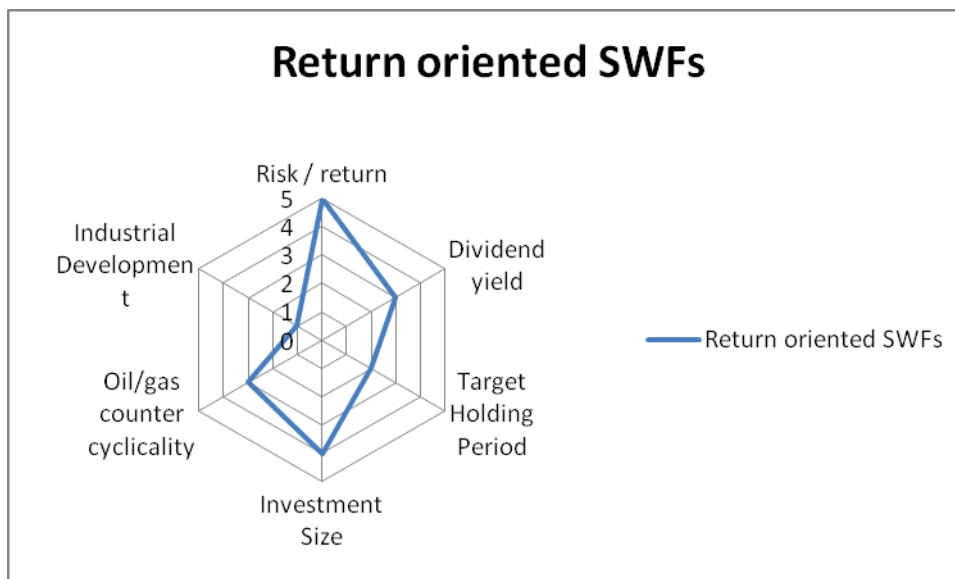 Return oriented SWFs
Risk / return
5
4
3
2
1
0
Dividend
yield
Target
Holding
Period
Investment
Size
Oil/gas
counter
cyclicality
Industrial
Developmen
t
Return oriented SWFs